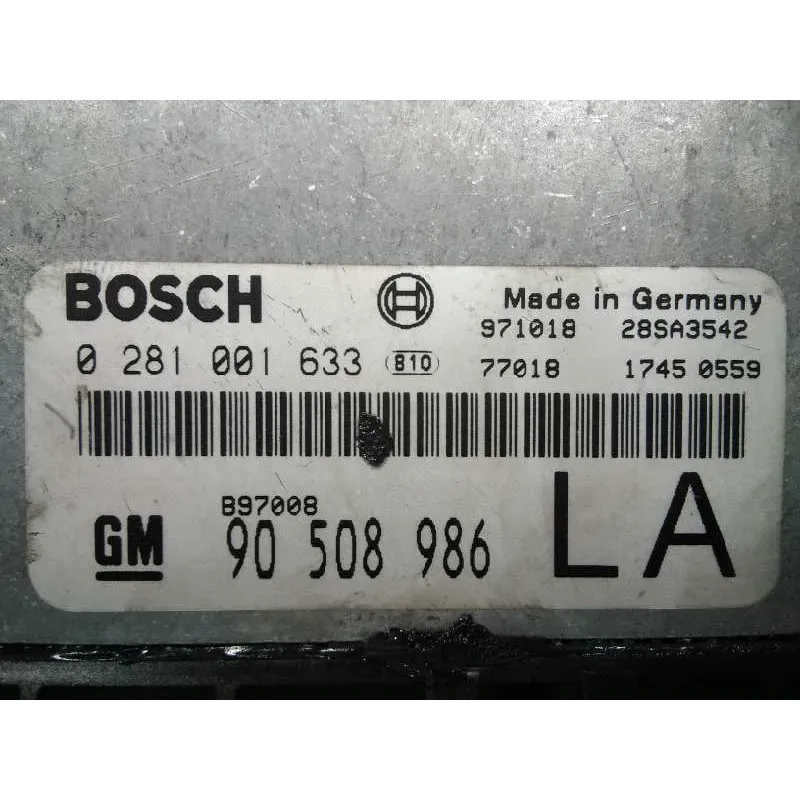 BOSCH Made in Germany
971018 28SA3542
0 281 001 633 810 77018 1745 0559
B97008
GM 90 508 986 LA